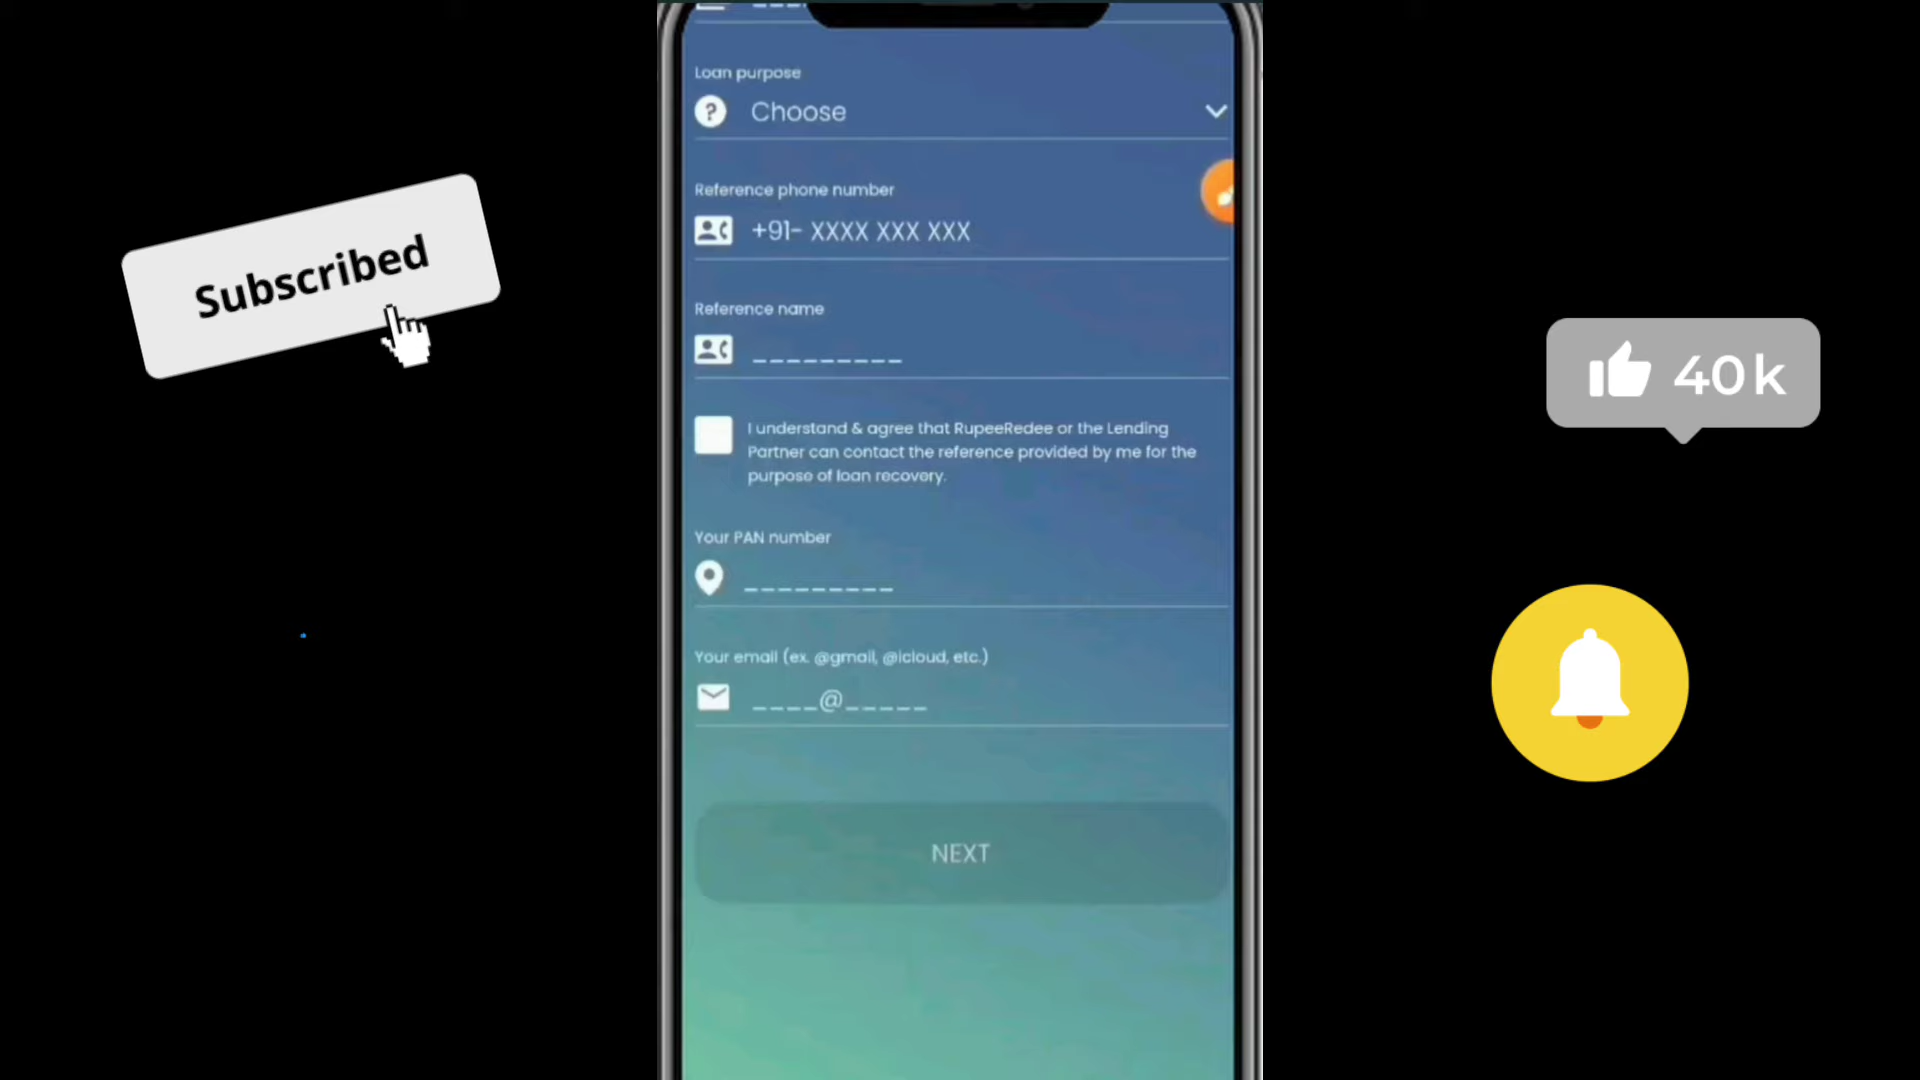 Loan purpose
Choose
Reference phone number
+91- XXXX XXX XXX
Reference name
_________
I understand & agree that RupeeRedee or the Lending
Partner can contact the reference provided by me for the
purpose of loan recovery.
Your PAN number
_________
Your email (ex. @gmail, @icloud, etc.)
____@_____
NEXT
Subscribed
40k